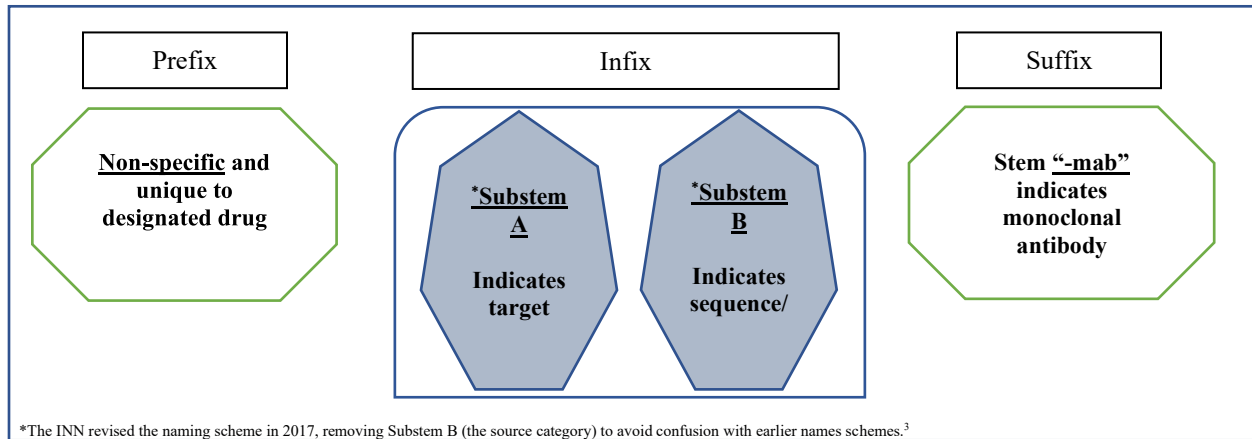 Prefix
Infix
Suffix
Non-specific and
unique to
designated drug
*Substem
A
Indicates
target
*Substem
B
Indicates
sequence/
Stem “-mab”
indicates
monoclonal
antibody
*The INN revised the naming scheme in 2017, removing Substem B (the source category) to avoid confusion with earlier names schemes.3